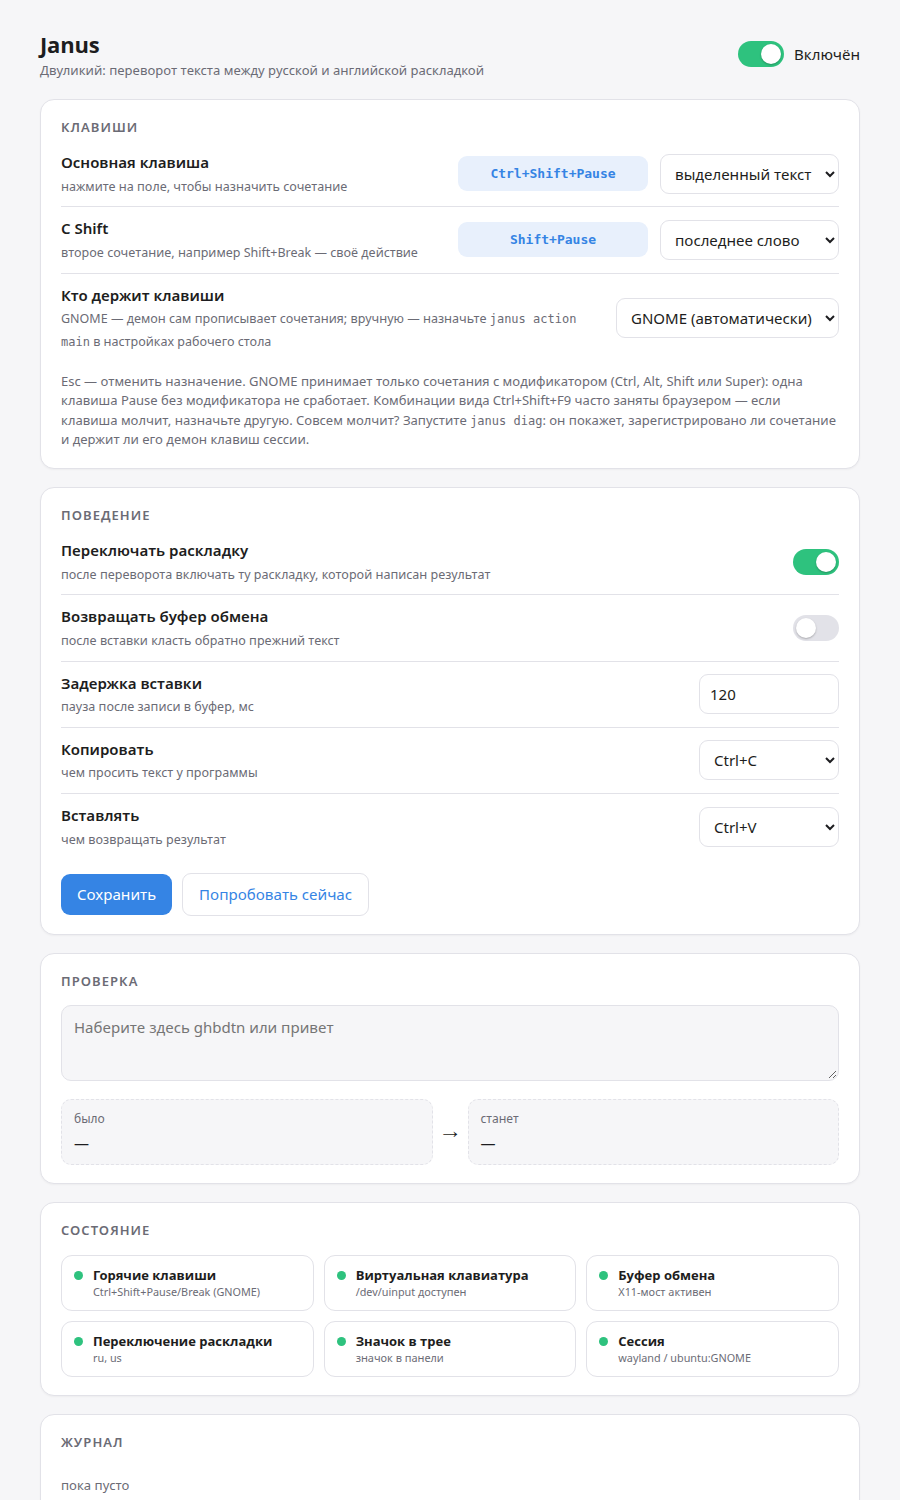 Janus
Двуликий: переворот текста между русской и английской раскладкой
Включён
КЛАВИШИ
Основная клавиша
нажмите на поле, чтобы назначить сочетание
Ctrl+Shift+Pause
выделенный текст
С Shift
второе сочетание, например Shift+Break — своё действие
Shift+Pause
последнее слово
Кто держит клавиши
GNOME — демон сам прописывает сочетания; вручную — назначьте janus action
main в настройках рабочего стола
GNOME (автоматически)
Esc — отменить назначение. GNOME принимает только сочетания с модификатором (Ctrl, Alt, Shift или Super): одна
клавиша Pause без модификатора не сработает. Комбинации вида Ctrl+Shift+F9 часто заняты браузером — если
клавиша молчит, назначьте другую. Совсем молчит? Запустите janus diag: он покажет, зарегистрировано ли сочетание
и держит ли его демон клавиш сессии.
ПОВЕДЕНИЕ
Переключать раскладку
после переворота включать ту раскладку, которой написан результат
Возвращать буфер обмена
после вставки класть обратно прежний текст
Задержка вставки
пауза после записи в буфер, мс
120
Копировать
чем просить текст у программы
Ctrl+C
Вставлять
чем возвращать результат
Ctrl+V
Сохранить
Попробовать сейчас
ПРОВЕРКА
Наберите здесь ghbdtn или привет
было
—
→
станет
—
СОСТОЯНИЕ
Горячие клавиши
Ctrl+Shift+Pause/Break (GNOME)
Виртуальная клавиатура
/dev/uinput доступен
Буфер обмена
X11-мост активен
Переключение раскладки
ru, us
Значок в трее
значок в панели
Сессия
wayland / ubuntu:GNOME
ЖУРНАЛ
пока пусто